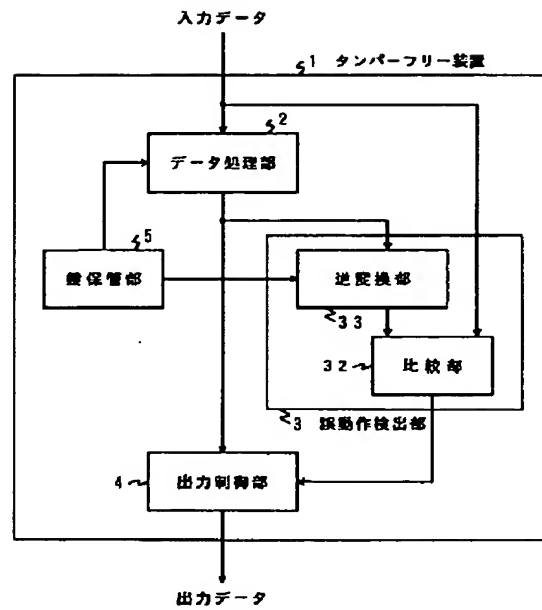 入力データ
1 タンパーフリー装置
2
データ処理部
5
鍵保管部
逆変換部
33
32
比較部
3 誤動作検出部
4
出力制御部
出力データ